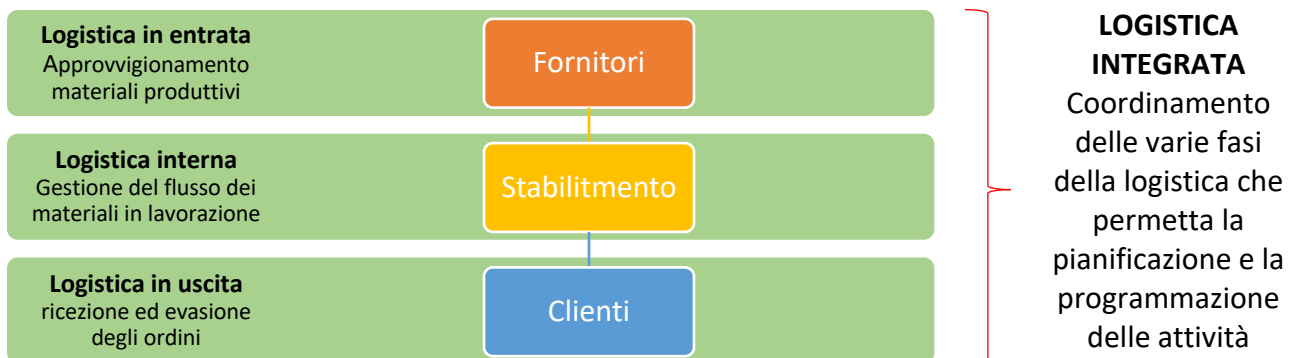 Logistica in entrata
Approvvigionamento
materiali produttivi
Fornitori
Logistica interna
Gestione del flusso dei
materiali in lavorazione
Stabilitmento
Logistica in uscita
ricezione ed evasione
degli ordini
Clienti
LOGISTICA
INTEGRATA
Coordinamento
delle varie fasi
della logistica che
permetta la
pianificazione e la
programmazione
delle attività